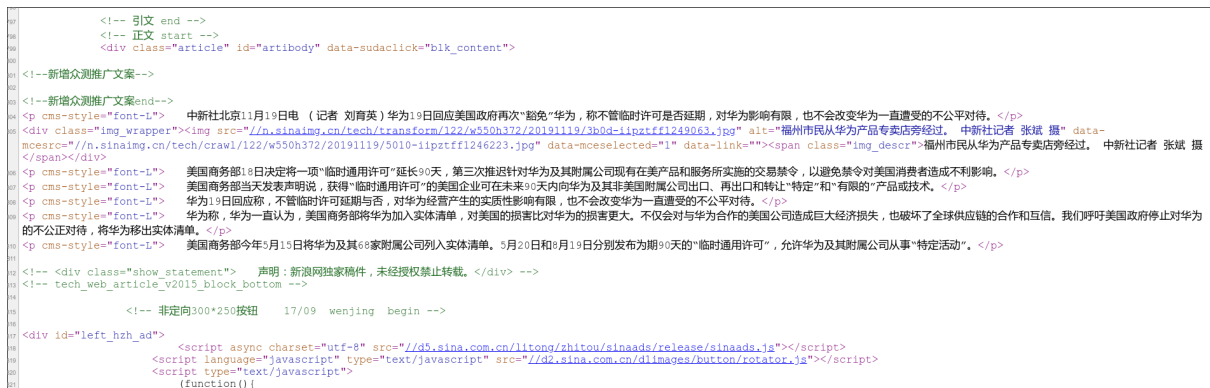 <!-- 引文 end -->
<!-- 正文 start -->
<div class="article" id="artibody" data-sudaclick="blk_content">
<!--新增众测推广文案-->
<!--新增众测推广文案end-->
<p cms-style="font-L">　　中新社北京11月19日电 （记者 刘育英）华为19日回应美国政府再次“豁免”华为，称不管临时许可是否延期，对华为影响有限，也不会改变华为一直遭受的不公平对待。</p>
<div class="img_wrapper"><img src="//n.sinaimg.cn/tech/transform/122/w550h372/20191119/3b0d-iipztff1249063.jpg" alt="福州市民从华为产品专卖店旁经过。 中新社记者 张斌 摄" data-
mcesrc="//n.sinaimg.cn/tech/crawl/122/w550h372/20191119/5010-iipztff1246223.jpg" data-mceselected="1" data-link=""><span class="img_descr">福州市民从华为产品专卖店旁经过。 中新社记者 张斌 摄
</span></div>
<p cms-style="font-L">　　美国商务部18日决定将一项“临时通用许可”延长90天，第三次推迟针对华为及其附属公司现有在美产品和服务所实施的交易禁令，以避免禁令对美国消费者造成不利影响。</p>
<p cms-style="font-L">　　美国商务部当天发表声明说，获得“临时通用许可”的美国企业可在未来90天内向华为及其非美国附属公司出口、再出口和转让“特定”和“有限的”产品或技术。</p>
<p cms-style="font-L">　　华为19日回应称，不管临时许可延期与否，对华为经营产生的实质性影响有限，也不会改变华为一直遭受的不公平对待。</p>
<p cms-style="font-L">　　华为称，华为一直认为，美国商务部将华为加入实体清单，对美国的损害比对华为的损害更大。不仅会对与华为合作的美国公司造成巨大经济损失，也破坏了全球供应链的合作和互信。我们呼吁美国政府停止对华为
的不公正对待，将华为移出实体清单。</p>
<p cms-style="font-L">　　美国商务部今年5月15日将华为及其68家附属公司列入实体清单。5月20日和8月19日分别发布为期90天的“临时通用许可”，允许华为及其附属公司从事“特定活动”。</p>
<!-- <div class="show_statement">　　声明：新浪网独家稿件，未经授权禁止转载。</div> -->
<!-- tech_web_article_v2015_block_bottom -->
<!-- 非定向300*250按钮　　17/09　wenjing　begin -->
<div id="left_hzh_ad">
<script async charset="utf-8" src="//d5.sina.com.cn/litong/zhitou/sinaads/release/sinaads.js"></script>
<script language="javascript" type="text/javascript" src="//d2.sina.com.cn/d1images/button/rotator.js"></script>
<script type="text/javascript">
(function(){